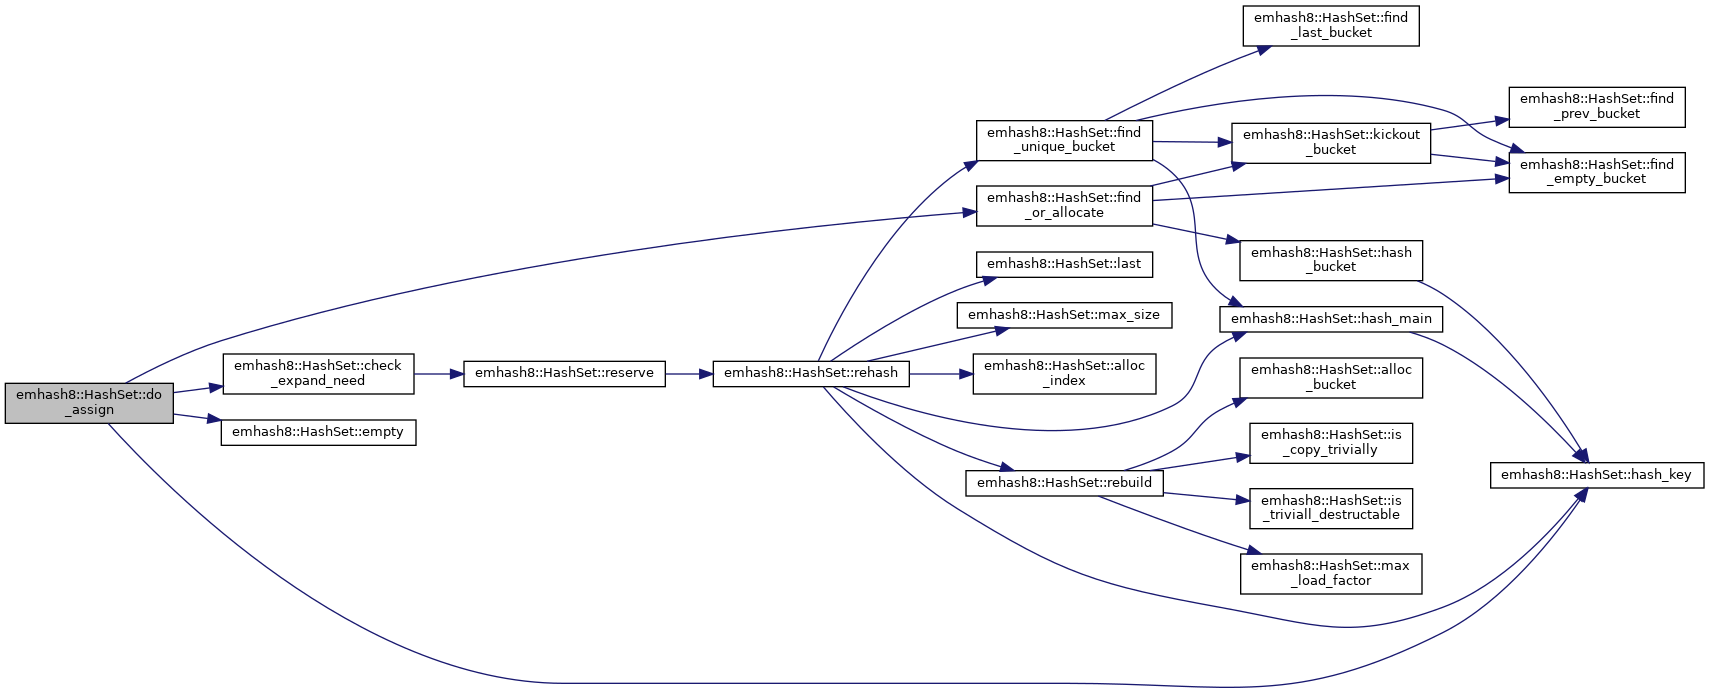 emhash8::HashSet::do
_assign
emhash8::HashSet::check
_expand_need
emhash8::HashSet::empty
emhash8::HashSet::reserve
emhash8::HashSet::rehash
emhash8::HashSet::find
_unique_bucket
emhash8::HashSet::find
_or_allocate
emhash8::HashSet::last
emhash8::HashSet::max_size
emhash8::HashSet::alloc
_index
emhash8::HashSet::rebuild
emhash8::HashSet::find
_last_bucket
emhash8::HashSet::kickout
_bucket
emhash8::HashSet::hash
_bucket
emhash8::HashSet::hash_main
emhash8::HashSet::alloc
_bucket
emhash8::HashSet::is
_copy_trivially
emhash8::HashSet::is
_triviall_destructable
emhash8::HashSet::max
_load_factor
emhash8::HashSet::find
_prev_bucket
emhash8::HashSet::find
_empty_bucket
emhash8::HashSet::hash_key